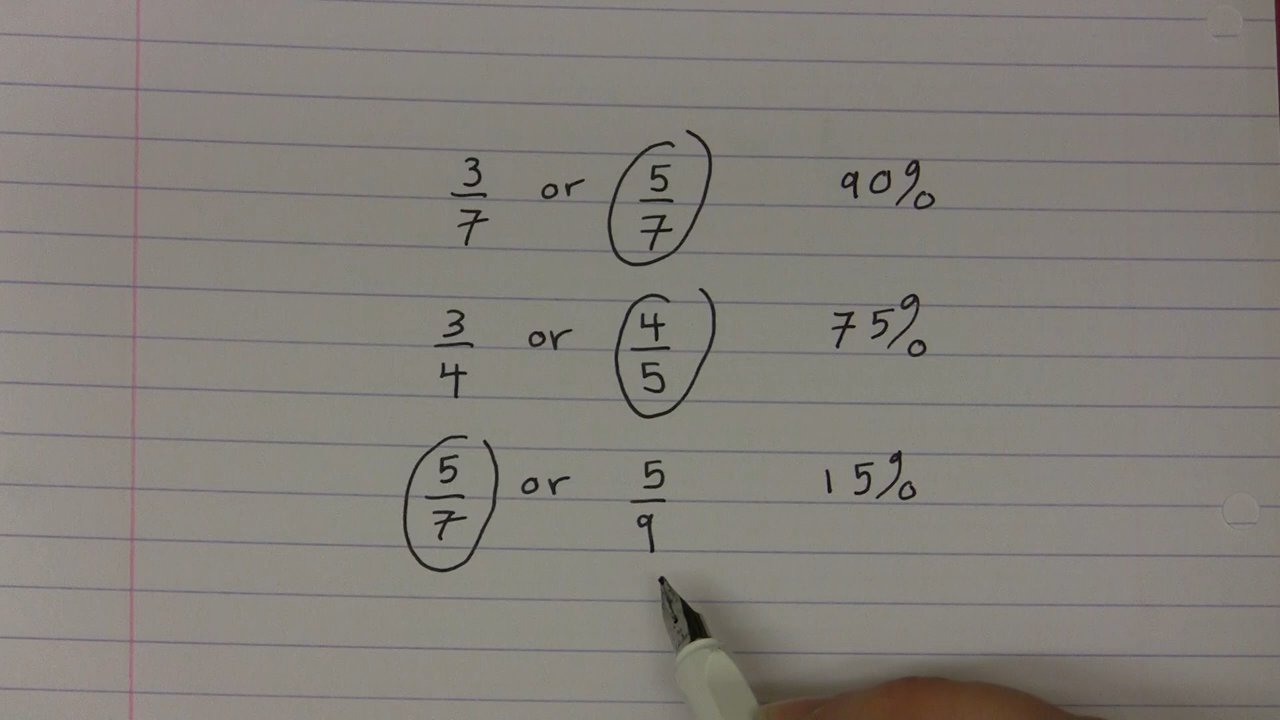 3/7 or 5/7 90%
3/4 or 4/5 75%
5/7 or 5/9 15%